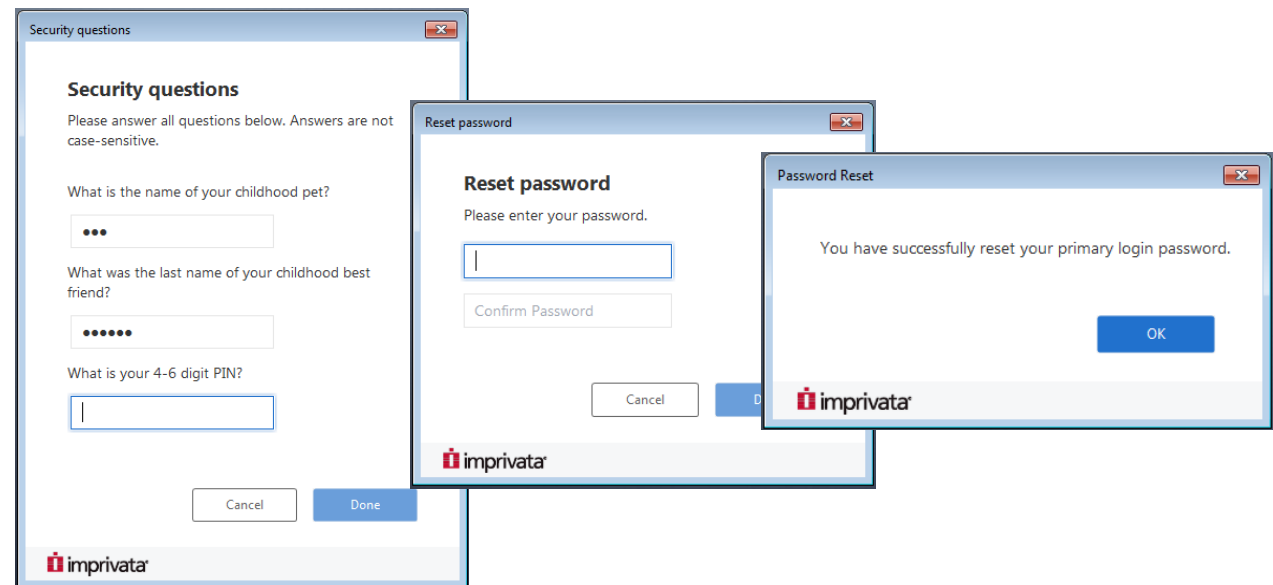 Security questions
Security questions
Please answer all questions below. Answers are not
case-sensitive.
What is the name of your childhood pet?
•••
What was the last name of your childhood best
friend?
••••••
What is your 4-6 digit PIN?
Cancel
Done
imprivata
Reset password
Reset password
Please enter your password.
Confirm Password
Cancel
D
imprivata
Password Reset
You have successfully reset your primary login password.
OK
imprivata